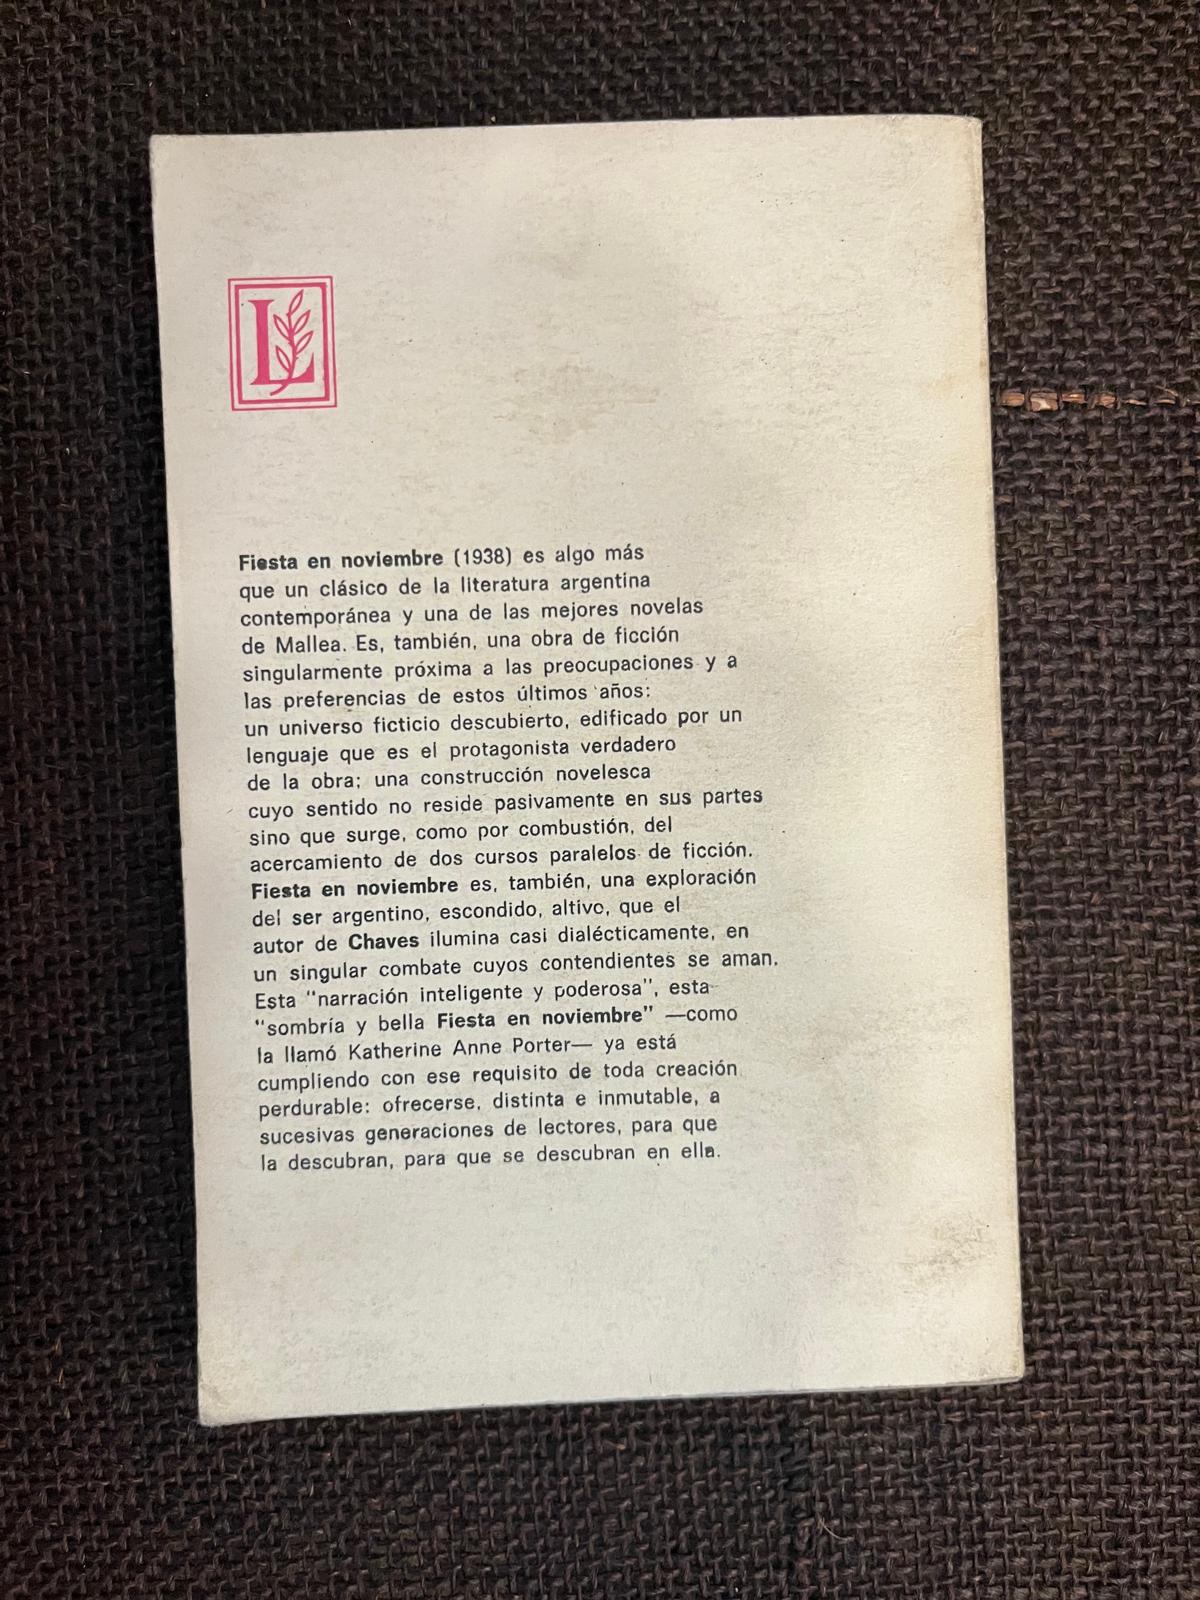 L
Fiesta en noviembre (1938) es algo más
que un clásico de la literatura argentina
contemporánea y una de las mejores novelas
de Mallea. Es, también, una obra de ficción
singularmente próxima a las preocupaciones y a
las preferencias de estos últimos años:
un universo ficticio descubierto, edificado por un
lenguaje que es el protagonista verdadero
de la obra; una construcción novelesca
cuyo sentido no reside pasivamente en sus partes
sino que surge, como por combustión, del
acercamiento de dos cursos paralelos de ficción.
Fiesta en noviembre es, también, una exploración
del ser argentino, escondido, altivo, que el
autor de Chaves ilumina casi dialécticamente, en
un singular combate cuyos contendientes se aman.
Esta "narración inteligente y poderosa", esta
"sombría y bella Fiesta en noviembre" —como
la llamó Katherine Anne Porter— ya está
cumpliendo con ese requisito de toda creación
perdurable: ofrecerse, distinta e inmutable, a
sucesivas generaciones de lectores, para que
la descubran, para que se descubran en ella.